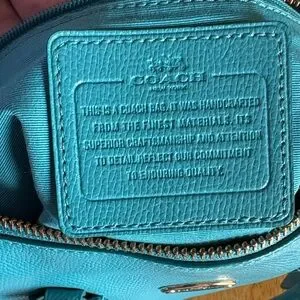 COACH
NEW YORK
THIS IS A COACH BAG. IT WAS HANDCRAFTED
FROM THE FINEST MATERIALS. ITS
SUPERIOR CRAFTSMANSHIP AND ATTENTION
TO DETAIL REFLECT OUR COMMITMENT
TO ENDURING QUALITY.